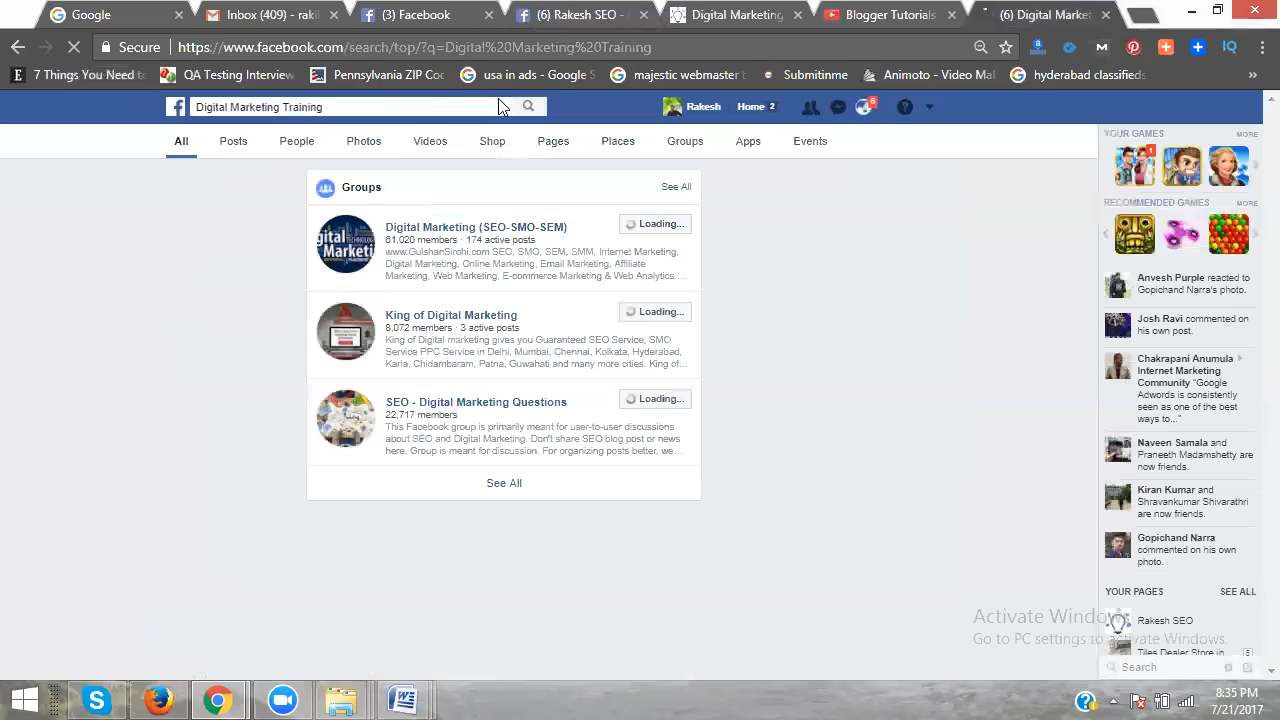 Google
Inbox (409) - raki
(3) Facebook
(6) Rakesh SEO -
Digital Marketing
Blogger Tutorials
(6) Digital Market
Secure
https://www.facebook.com/search/top/?q=Digital%20Marketing%20Training
7 Things You Need to
QA Testing Interview
Pennsylvania ZIP Coc
usa in ads - Google S
majestic webmaster t
Submitinme
Animoto - Video Mal
hyderabad classifieds
»
Digital Marketing Training
Rakesh
Home 2
8
All
Posts
People
Photos
Videos
Shop
Pages
Places
Groups
Apps
Events
Groups
See All
Digital Marketing (SEO-SMO-SEM)
Loading...
61,020 members · 174 active posts
www.GulshanSirohi.com SEO, SMO, SEM, SMM, Internet Marketing,
Digital Marketing, Online Marketing, Email Marketing, Affiliate
Marketing, Web Marketing, E-commerce Marketing & Web Analytics....
King of Digital Marketing
Loading...
8,072 members · 3 active posts
King of Digital marketing gives you Guaranteed SEO Service, SMO
Service PPC Service in Delhi, Mumbai, Chennai, Kolkata, Hyderabad,
Karla, Chidambaram, Patna, Guwahati and many more cities. King of...
SEO - Digital Marketing Questions
Loading...
22,717 members
This Facebook group is primarily meant for user-to-user discussions
about SEO and Digital Marketing. Don't share SEO blog post or news
here. Group is meant for discussion. For organizing posts better, we...
See All
YOUR GAMES
MORE
1
RECOMMENDED GAMES
MORE
Anvesh Purple reacted to
Gopichand Narra's photo.
Josh Ravi commented on
his own post.
Chakrapani Anumula
Internet Marketing
Community "Google
Adwords is consistently
seen as one of the best
ways to..."
Naveen Samala and
Praneeth Madamshetty are
now friends.
Kiran Kumar and
Shravankumar Shivarathri
are now friends.
Gopichand Narra
commented on his own
photo.
YOUR PAGES
SEE ALL
Rakesh SEO
Tiles Dealer Store in
5
Search
Activate Windows
Go to PC settings to activate Windows.
8:35 PM
7/21/2017